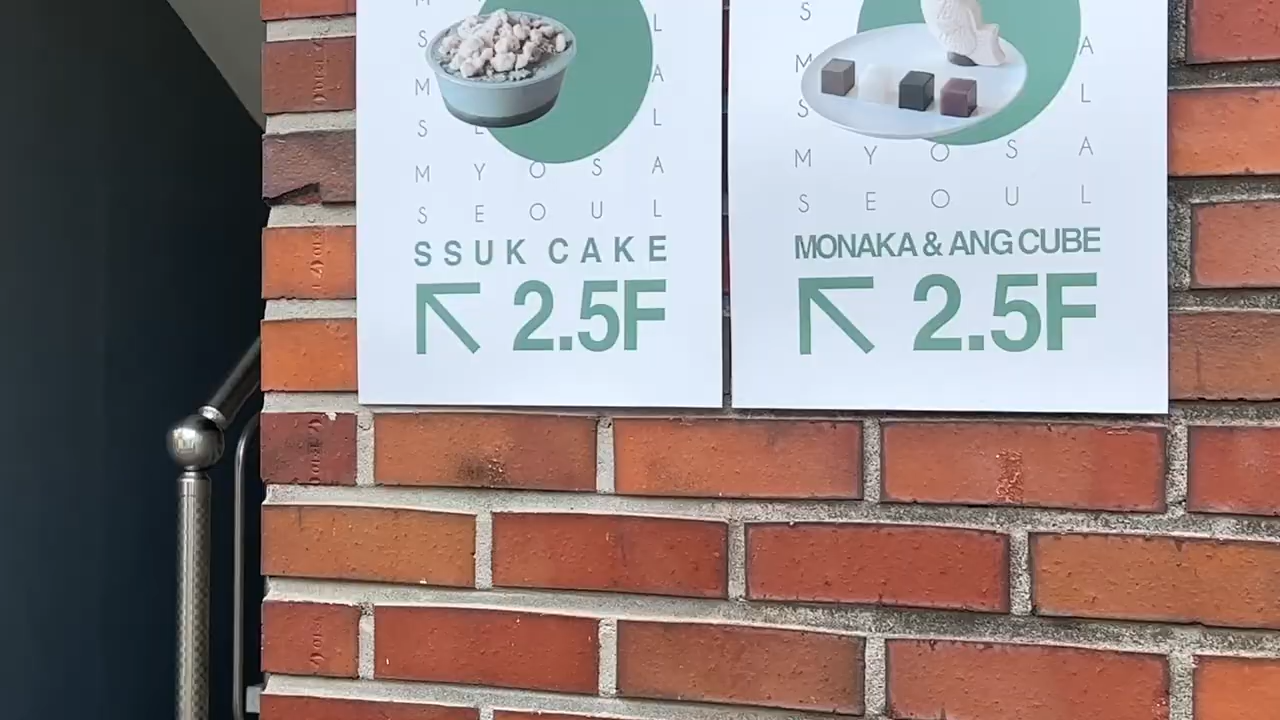 M Y O S A
S E O U L
SSUK CAKE
2.5F
M Y O S A
S E O U L
MONAKA & ANG CUBE
2.5F